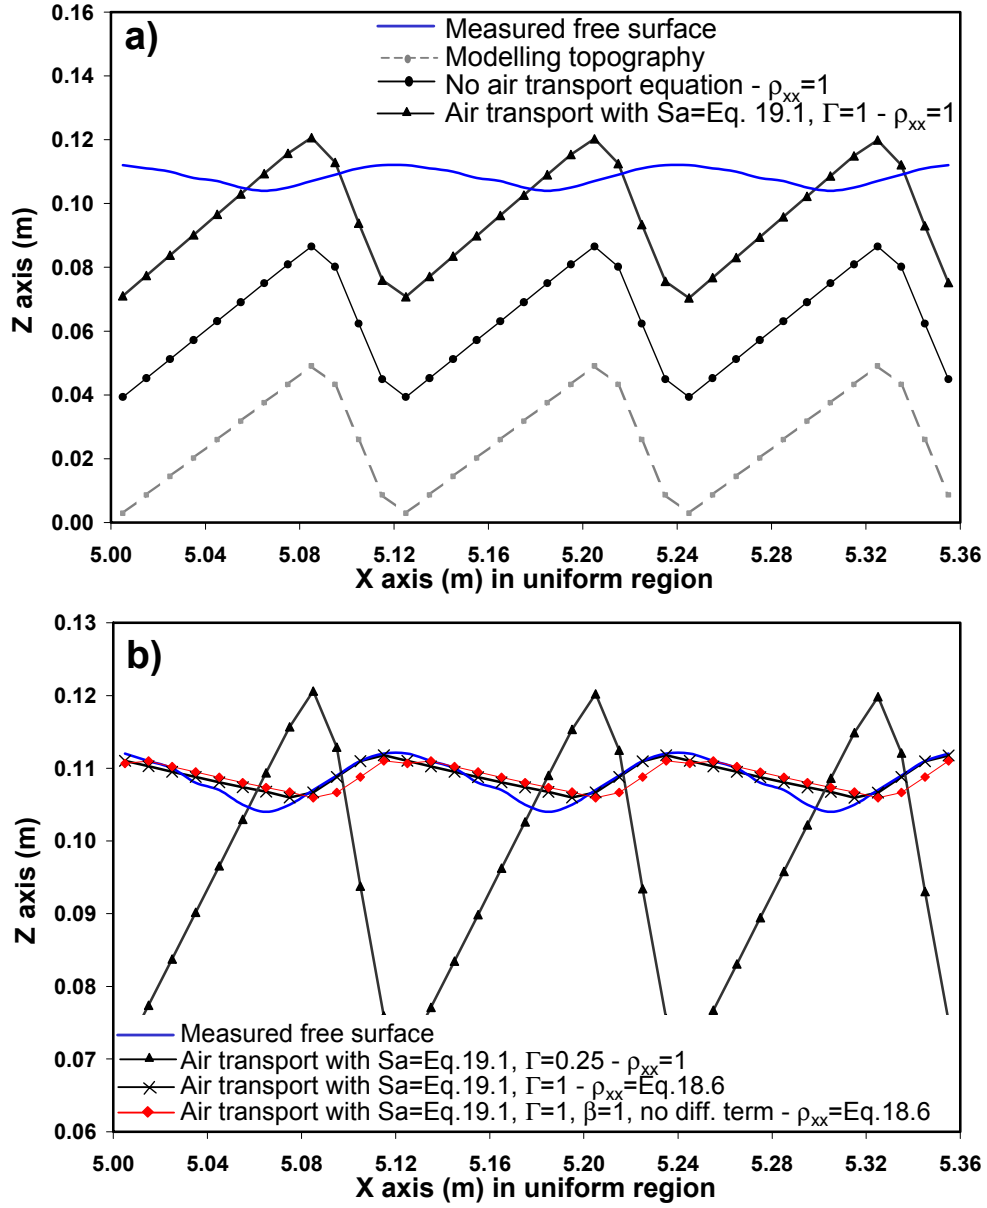 a)
Measured free surface
Modelling topography
No air transport equation - ρxx=1
Air transport with Sa=Eq. 19.1, Γ=1 - ρxx=1
Z axis (m)
0.16
0.14
0.12
0.10
0.08
0.06
0.04
0.02
0.00
5.00 5.04 5.08 5.12 5.16 5.20 5.24 5.28 5.32 5.36
X axis (m) in uniform region
b)
Z axis (m)
0.13
0.12
0.11
0.10
0.09
0.08
0.07
0.06
Measured free surface
Air transport with Sa=Eq.19.1, Γ=0.25 - ρxx=1
Air transport with Sa=Eq.19.1, Γ=1 - ρxx=Eq.18.6
Air transport with Sa=Eq.19.1, Γ=1, β=1, no diff. term - ρxx=Eq.18.6
5.00 5.04 5.08 5.12 5.16 5.20 5.24 5.28 5.32 5.36
X axis (m) in uniform region